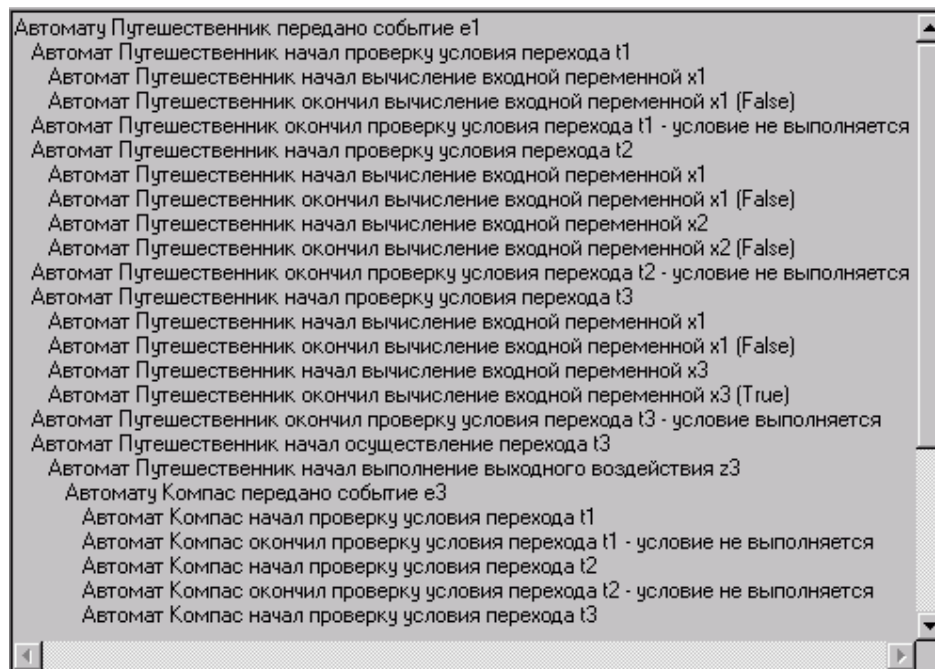 Автомату Путешественник передано событие e1
Автомат Путешественник начал проверку условия перехода t1
Автомат Путешественник начал вычисление входной переменной x1
Автомат Путешественник окончил вычисление входной переменной x1 (False)
Автомат Путешественник окончил проверку условия перехода t1 - условие не выполняется
Автомат Путешественник начал проверку условия перехода t2
Автомат Путешественник начал вычисление входной переменной x1
Автомат Путешественник окончил вычисление входной переменной x1 (False)
Автомат Путешественник начал вычисление входной переменной x2
Автомат Путешественник окончил вычисление входной переменной x2 (False)
Автомат Путешественник окончил проверку условия перехода t2 - условие не выполняется
Автомат Путешественник начал проверку условия перехода t3
Автомат Путешественник начал вычисление входной переменной x1
Автомат Путешественник окончил вычисление входной переменной x1 (False)
Автомат Путешественник начал вычисление входной переменной x3
Автомат Путешественник окончил вычисление входной переменной x3 (True)
Автомат Путешественник окончил проверку условия перехода t3 - условие выполняется
Автомат Путешественник начал осуществление перехода t3
Автомат Путешественник начал выполнение выходного воздействия z3
Автомату Компас передано событие e3
Автомат Компас начал проверку условия перехода t1
Автомат Компас окончил проверку условия перехода t1 - условие не выполняется
Автомат Компас начал проверку условия перехода t2
Автомат Компас окончил проверку условия перехода t2 - условие не выполняется
Автомат Компас начал проверку условия перехода t3